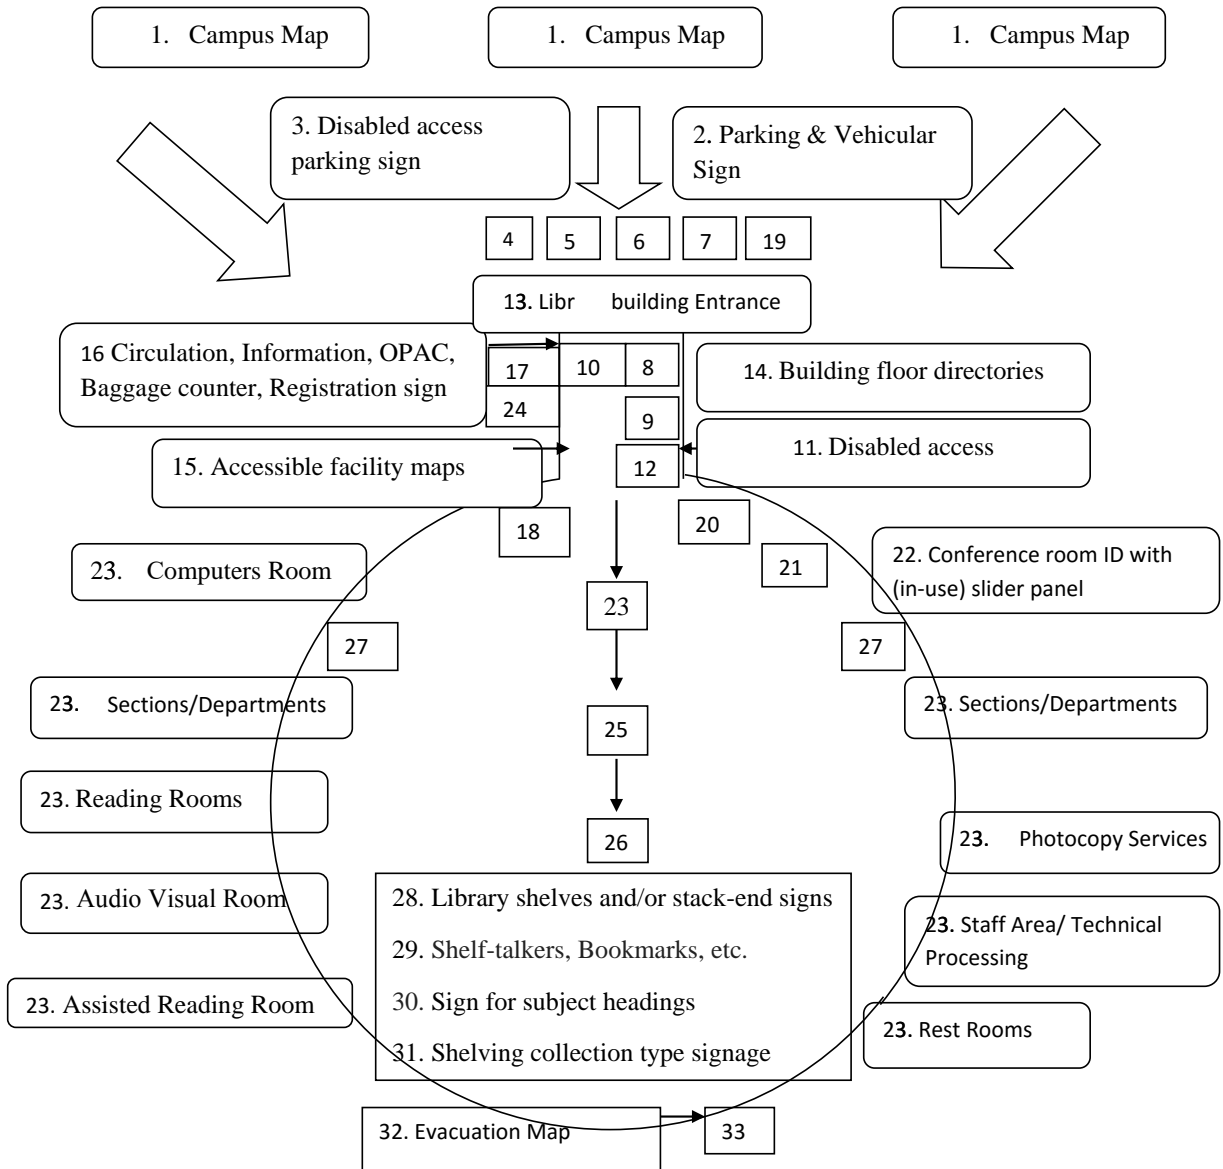 1. Campus Map
1. Campus Map
1. Campus Map
3. Disabled access
parking sign
2. Parking & Vehicular
Sign
4
5
6
7
19
13. Libr building Entrance
16 Circulation, Information, OPAC,
Baggage counter, Registration sign
17
10
8
14. Building floor directories
24
9
11. Disabled access
15. Accessible facility maps
12
18
20
21
22. Conference room ID with
(in-use) slider panel
23. Computers Room
23
27
27
23. Sections/Departments
23. Sections/Departments
25
23. Reading Rooms
26
23. Photocopy Services
23. Audio Visual Room
28. Library shelves and/or stack-end signs
29. Shelf-talkers, Bookmarks, etc.
30. Sign for subject headings
31. Shelving collection type signage
23. Staff Area/ Technical
Processing
23. Assisted Reading Room
23. Rest Rooms
32. Evacuation Map
33